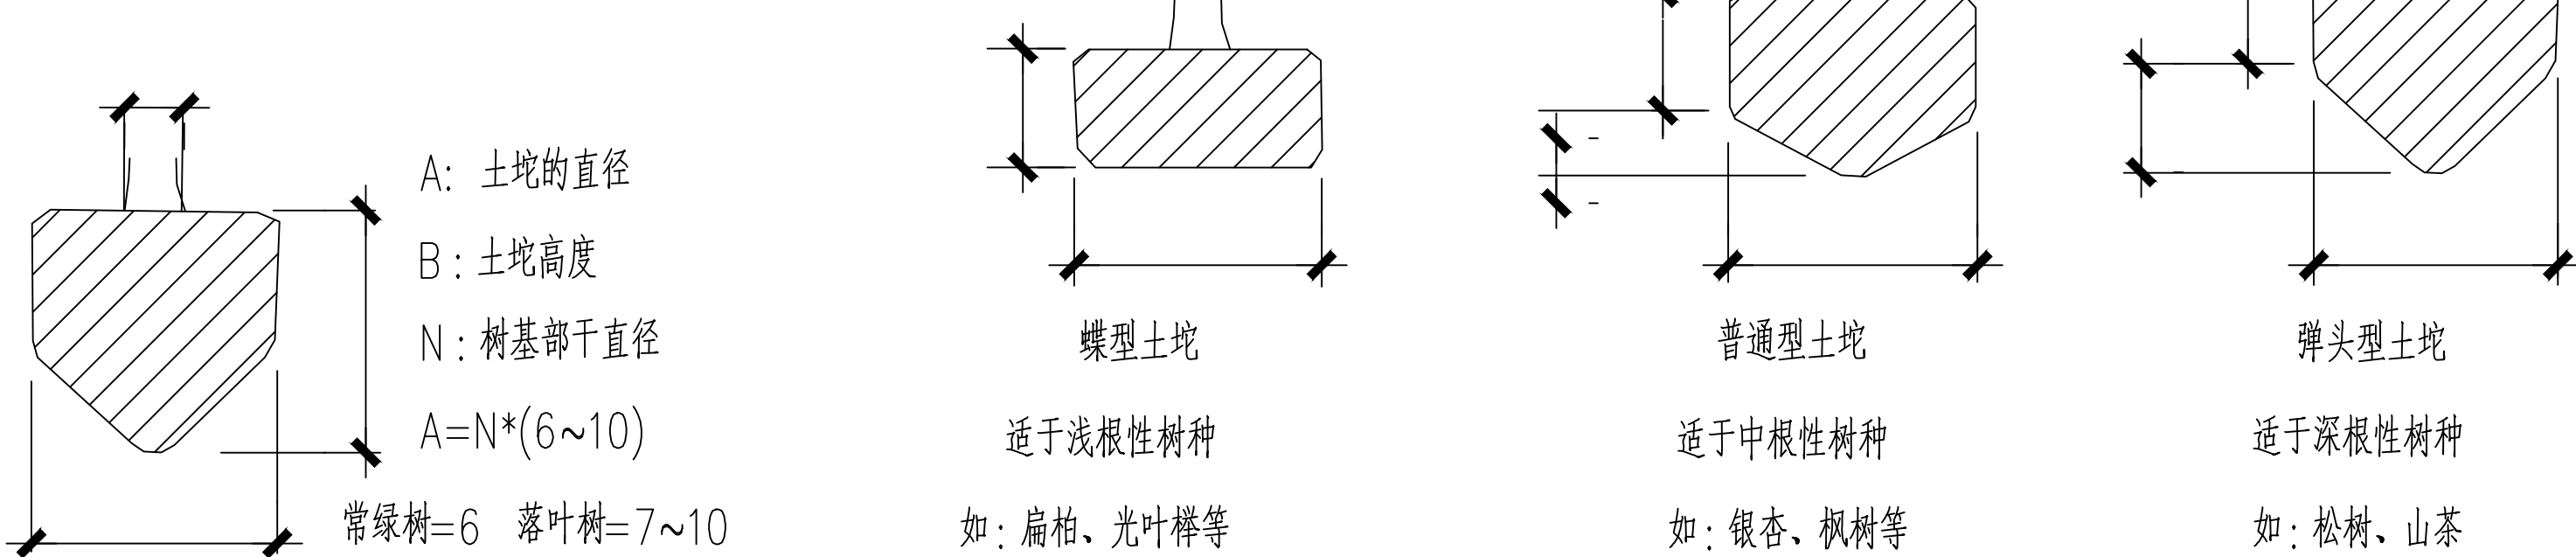 A: 土坨的直径
B:土坨高度
N:树基部干直径
A=N*(6~10)
常绿树=6 落叶树=7~10
蝶型土坨
适于浅根性树种
如:扁柏、光叶榉等
普通型土坨
适于中根性树种
如:银杏、枫树等
弹头型土坨
适于深根性树种
如:松树、山茶